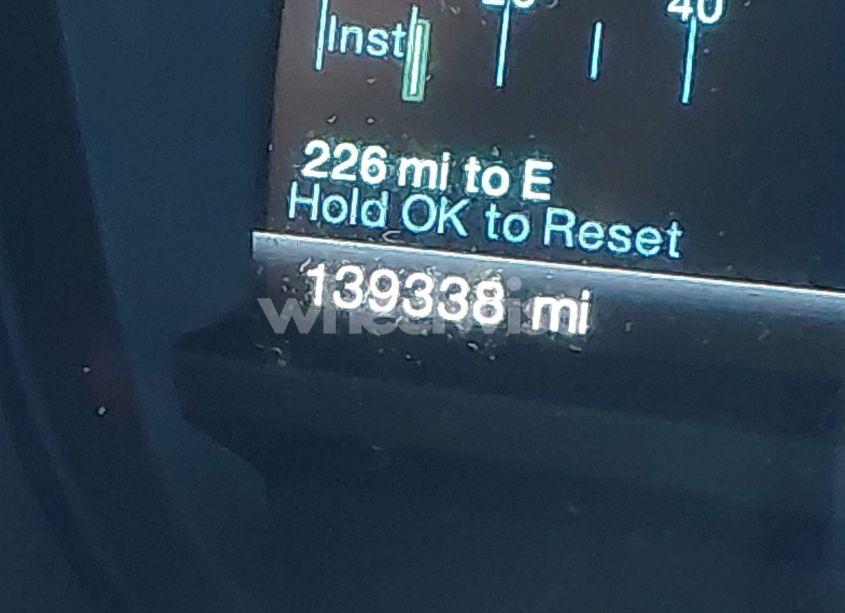 40
Inst
226 mi to E
Hold OK to Reset
139338 mi